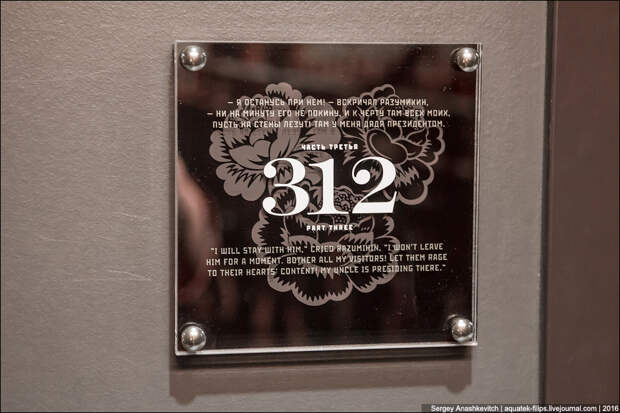 – Я ОСТАНУСЬ ПРИ НЕМ! – ВСКРИЧАЛ РАЗУМИХИН,
– НИ НА МИНУТУ ЕГО НЕ ПОКИНУ, И К ЧЕРТУ ТАМ ВСЕХ МОИХ,
ПУСТЬ НА СТЕНЫ ЛЕЗУТ! ТАМ У МЕНЯ ДЯДЯ ПРЕЗИДЕНТОМ.
ЧАСТЬ ТРЕТЬЯ
312
PART THREE
"I WILL STAY WITH HIM," CRIED RAZUMIHIN, "I WON'T LEAVE
HIM FOR A MOMENT. BOTHER ALL MY VISITORS! LET THEM RAGE
TO THEIR HEARTS' CONTENT! MY UNCLE IS PRESIDING THERE."
Sergey Anashkevitch | aquatek-filips.livejournal.com | 2016